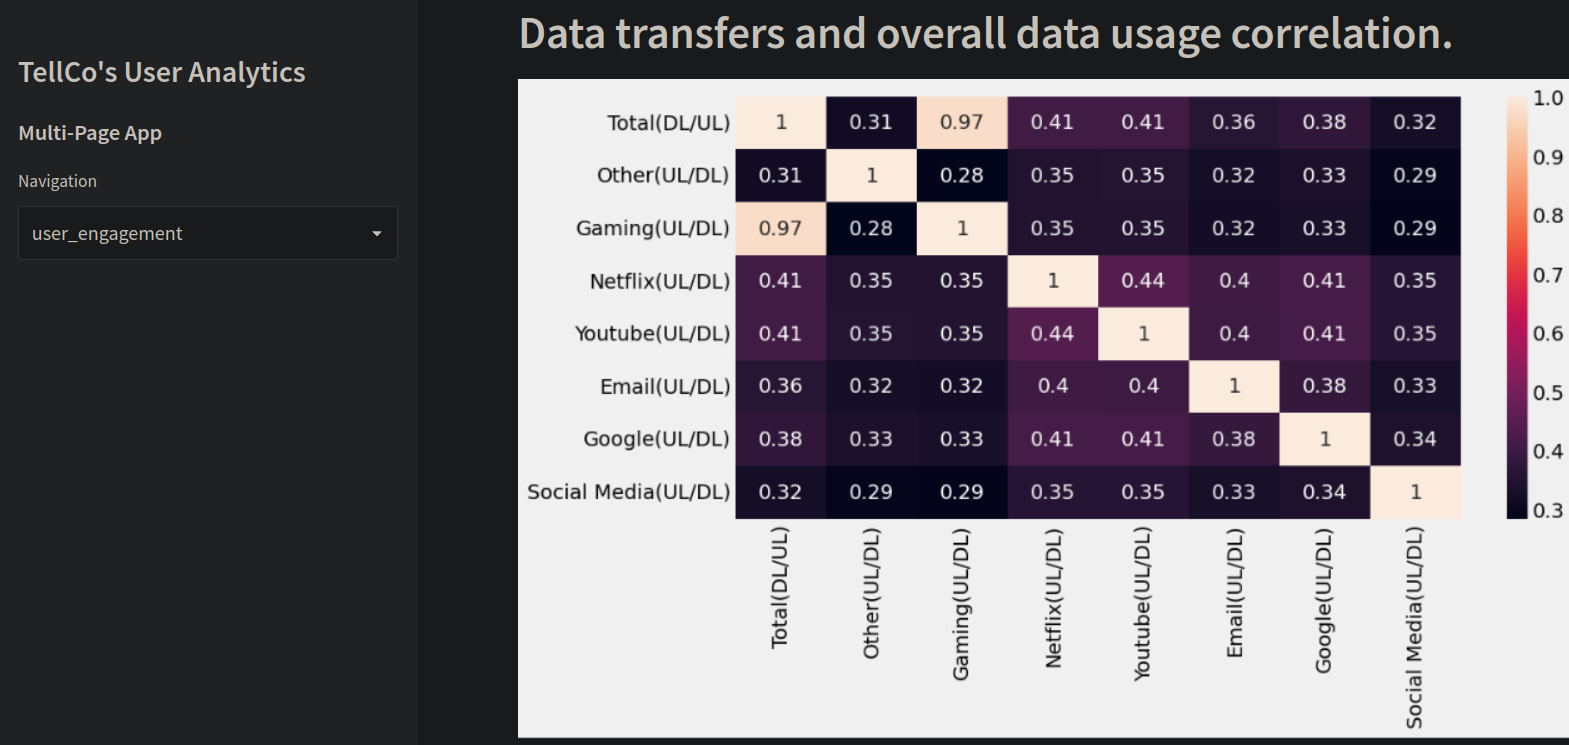 TellCo's User Analytics
Multi-Page App
Navigation
user_engagement
Data transfers and overall data usage correlation.
Total(DL/UL) 1 0.31 0.97 0.41 0.41 0.36 0.38 0.32
Other(UL/DL) 0.31 1 0.28 0.35 0.35 0.32 0.33 0.29
Gaming(UL/DL) 0.97 0.28 1 0.35 0.35 0.32 0.33 0.29
Netflix(UL/DL) 0.41 0.35 0.35 1 0.44 0.4 0.41 0.35
Youtube(UL/DL) 0.41 0.35 0.35 0.44 1 0.4 0.41 0.35
Email(UL/DL) 0.36 0.32 0.32 0.4 0.4 1 0.38 0.33
Google(UL/DL) 0.38 0.33 0.33 0.41 0.41 0.38 1 0.34
Social Media(UL/DL) 0.32 0.29 0.29 0.35 0.35 0.33 0.34 1
Total(DL/UL)
Other(UL/DL)
Gaming(UL/DL)
Netflix(UL/DL)
Youtube(UL/DL)
Email(UL/DL)
Google(UL/DL)
Social Media(UL/DL)
1.0
0.9
0.8
0.7
0.6
0.5
0.4
0.3